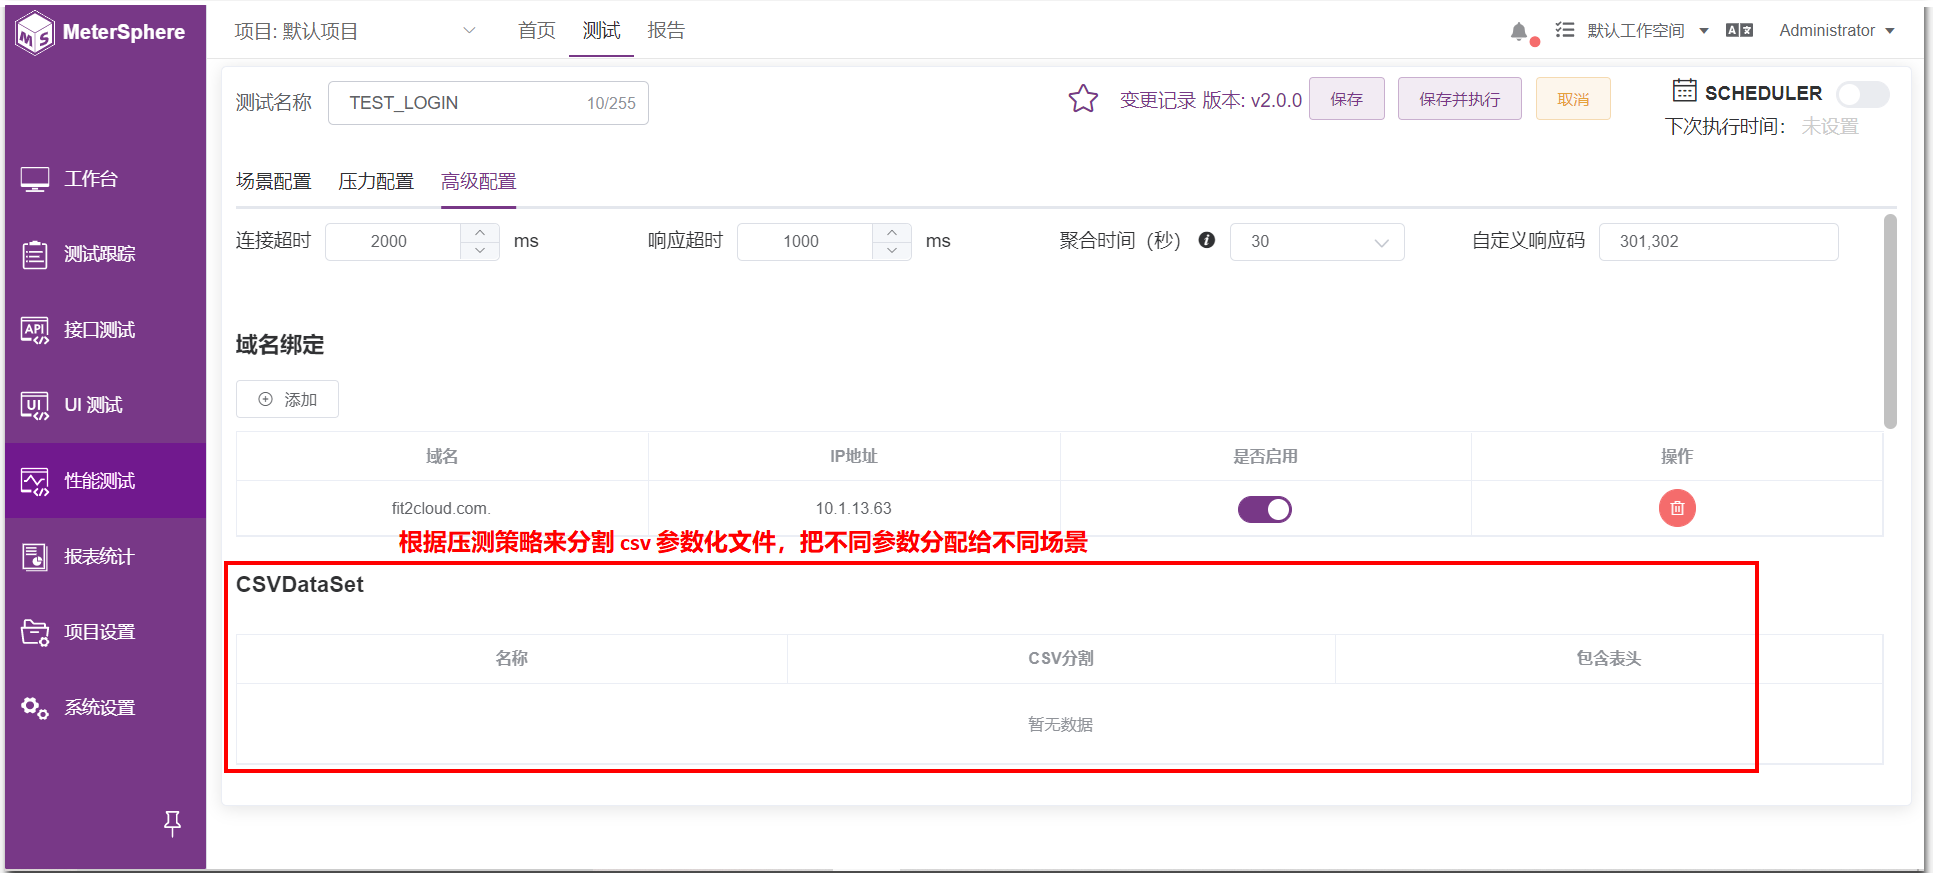 MeterSphere
项目: 默认项目
首页
测试
报告
默认工作空间
Administrator
测试名称
TEST_LOGIN
10/255
变更记录 版本: v2.0.0
保存
保存并执行
取消
SCHEDULER
下次执行时间：
未设置
工作台
测试跟踪
接口测试
UI 测试
性能测试
报表统计
项目设置
系统设置
场景配置
压力配置
高级配置
连接超时
2000
ms
响应超时
1000
ms
聚合时间（秒）
30
自定义响应码
301,302
域名绑定
添加
域名
IP地址
是否启用
操作
fit2cloud.com.
10.1.13.63
根据压测策略来分割 csv 参数化文件，把不同参数分配给不同场景
CSVDataSet
名称
CSV分割
包含表头
暂无数据